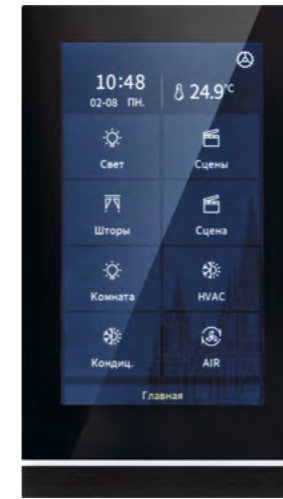 10:48
24.9°C
02-08 ПН.
Свет
Сцены
Шторы
Сцена
Комната
HVAC
Кондиц.
AIR
Главная